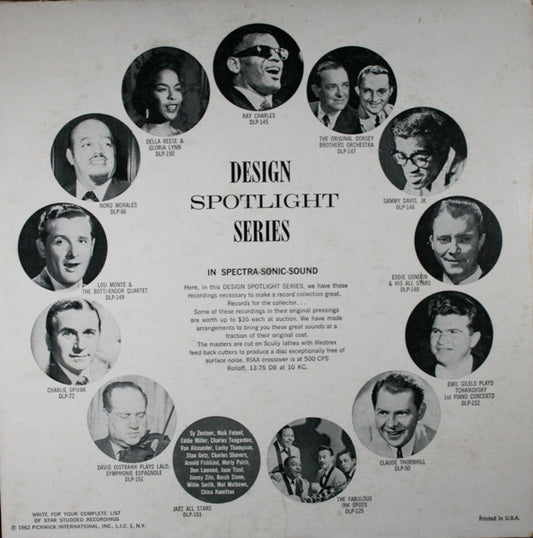 RAY CHARLES
DLP-145
DELLA REESE &
GLORIA LYNN
DLP-150
THE ORIGINAL DORSEY
BROTHERS ORCHESTRA
DLP-147
NORO MORALES
DLP-66
SAMMY DAVIS, JR.
DLP-146
DESIGN
SPOTLIGHT
SERIES
LOU MONTE &
THE BOTTI-ENDOR QUARTET
DLP-149
EDDIE CONDON
& HIS ALL STARS
DLP-148
IN SPECTRA-SONIC-SOUND
Here, in this DESIGN SPOTLIGHT SERIES, we have those
recordings necessary to make a record collection great.
Records for the collector...
Some of these recordings in their original pressings
are worth up to $35 each at auction. We have made
arrangements to bring you these great sounds at a
fraction of their original cost.
The masters are cut on Scully lathes with Westrex
feed back cutters to produce a disc exceptionally free of
surface noise. RIAA crossover is at 500 CPS
Rolloff, 13.75 DB at 10 KC.
CHARLIE SPIVAK
DLP-72
EMIL GILELS PLAYS
TCHAIKOVSKY
1st PIANO CONCERTO
DLP-152
DAVID OISTRAKH PLAYS LALO:
SYMPHONIE ESPAGNOLE
DLP-151
Sy Zentner, Nick Fatool,
Eddie Miller, Charles Teagarden,
Van Alexander, Lucky Thompson,
Stan Getz, Charles Shavers,
Arnold Fishkind, Marty Paich,
Don Lamond, Juan Tizol,
Jimmy Zito, Butch Stone,
Willie Smith, Mat Mathews,
Chico Hamilton
JAZZ ALL STARS
DLP-153
THE FABULOUS
INK SPOTS
DLP-125
CLAUDE THORNHILL
DLP-50
WRITE FOR YOUR COMPLETE LIST
OF STAR STUDDED RECORDINGS
© 1962 PICKWICK INTERNATIONAL, INC., L.I.C. 1, N.Y.
Printed in U.S.A.